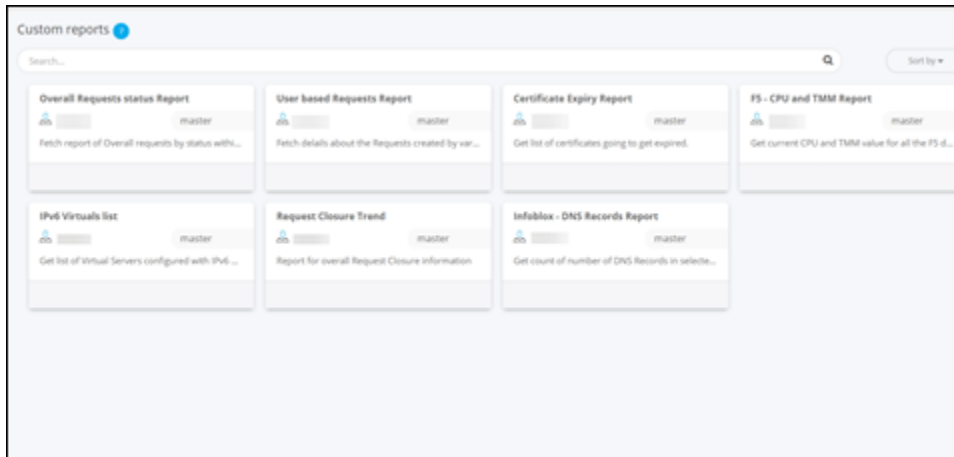 Custom reports ?
Search...
Sort by
Overall Requests status Report
master
Fetch report of Overall requests by status withi...
User based Requests Report
master
Fetch details about the Requests created by var...
Certificate Expiry Report
master
Get list of certificates going to get expired.
F5 - CPU and TMM Report
master
Get current CPU and TMM value for all the F5 d...
IPv6 Virtuals list
master
Get list of Virtual Servers configured with IPv6 ...
Request Closure Trend
master
Report for overall Request Closure information
Infoblox - DNS Records Report
master
Get count of number of DNS Records in selecte...